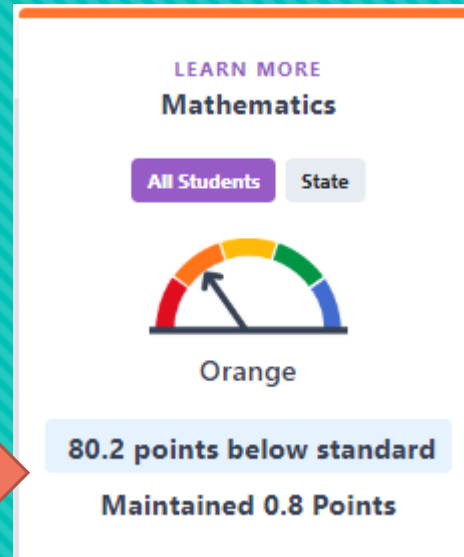 LEARN MORE
Mathematics
All Students State
Orange
80.2 points below standard
Maintained 0.8 Points